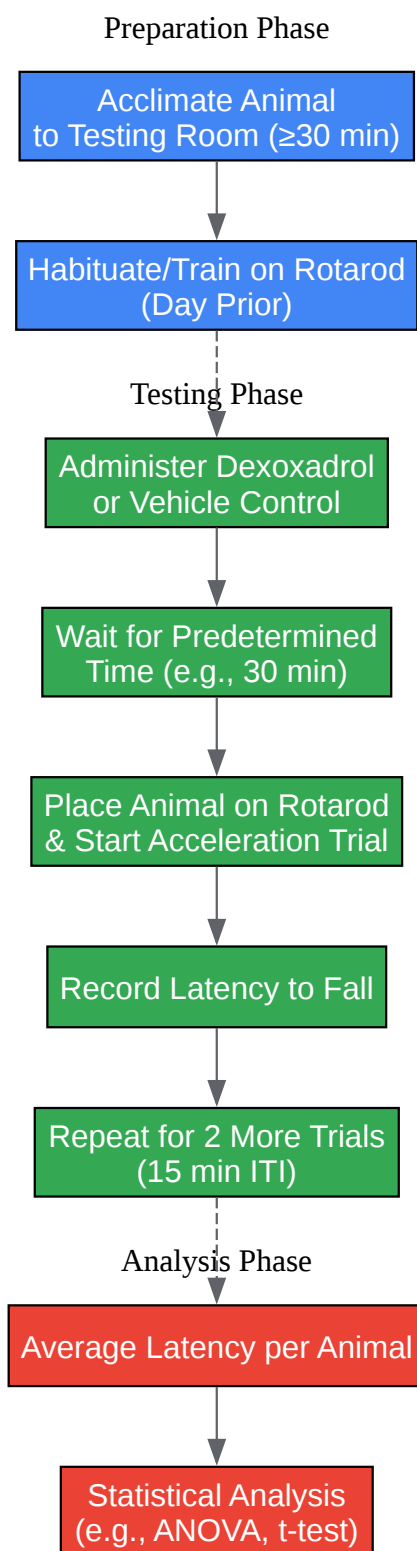 Preparation Phase
Acclimate Animal
to Testing Room (≥30 min)
Habituate/Train on Rotarod
(Day Prior)
Testing Phase
Administer Dexoxadrol
or Vehicle Control
Wait for Predetermined
Time (e.g., 30 min)
Place Animal on Rotarod
& Start Acceleration Trial
Record Latency to Fall
Repeat for 2 More Trials
(15 min ITI)
Analysis Phase
Average Latency per Animal
Statistical Analysis
(e.g., ANOVA, t-test)